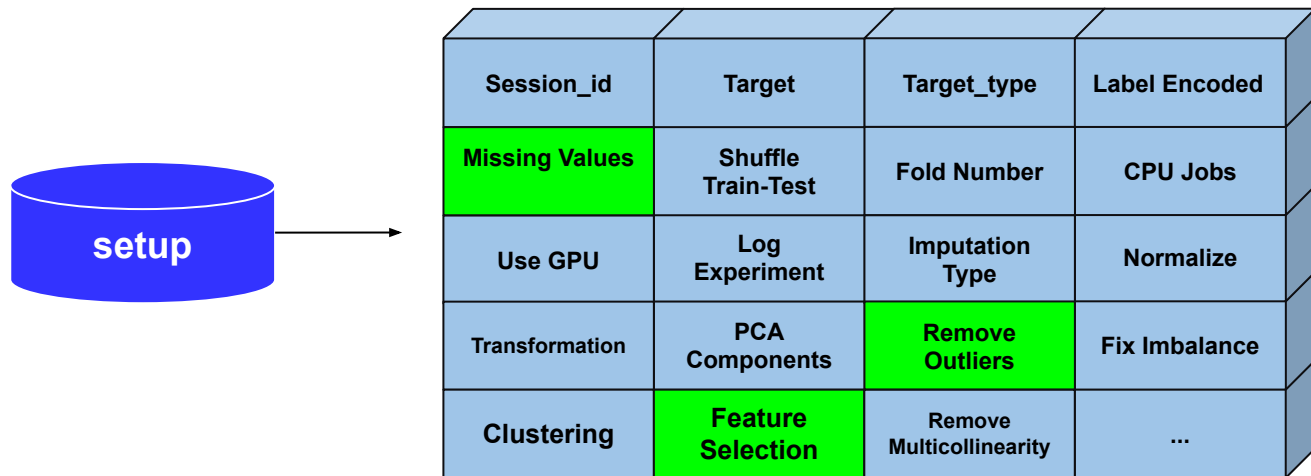 setup
Session_id
Target
Target_type
Label Encoded
Missing Values
Shuffle
Train-Test
Fold Number
CPU Jobs
Use GPU
Log
Experiment
Imputation
Type
Normalize
Transformation
PCA
Components
Remove
Outliers
Fix Imbalance
Clustering
Feature
Selection
Remove
Multicollinearity
...